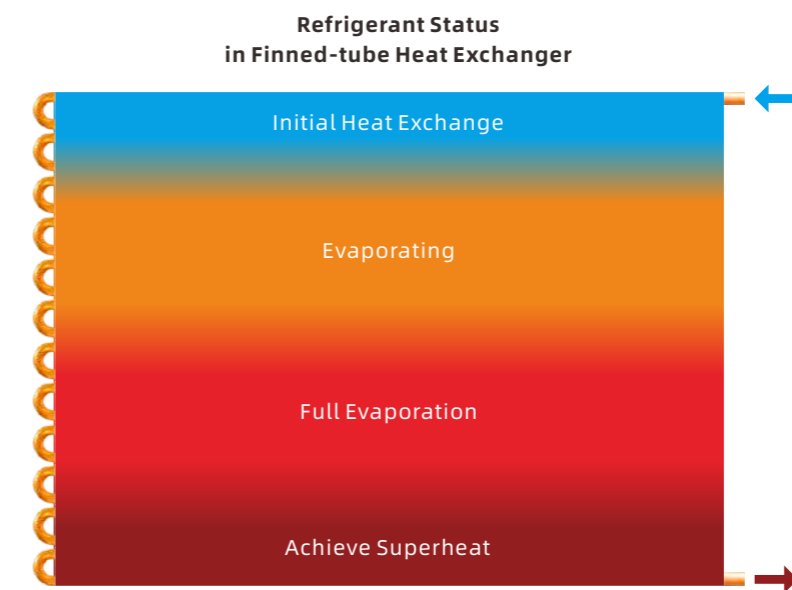 Refrigerant Status
in Finned-tube Heat Exchanger
Initial Heat Exchange
Evaporating
Full Evaporation
Achieve Superheat